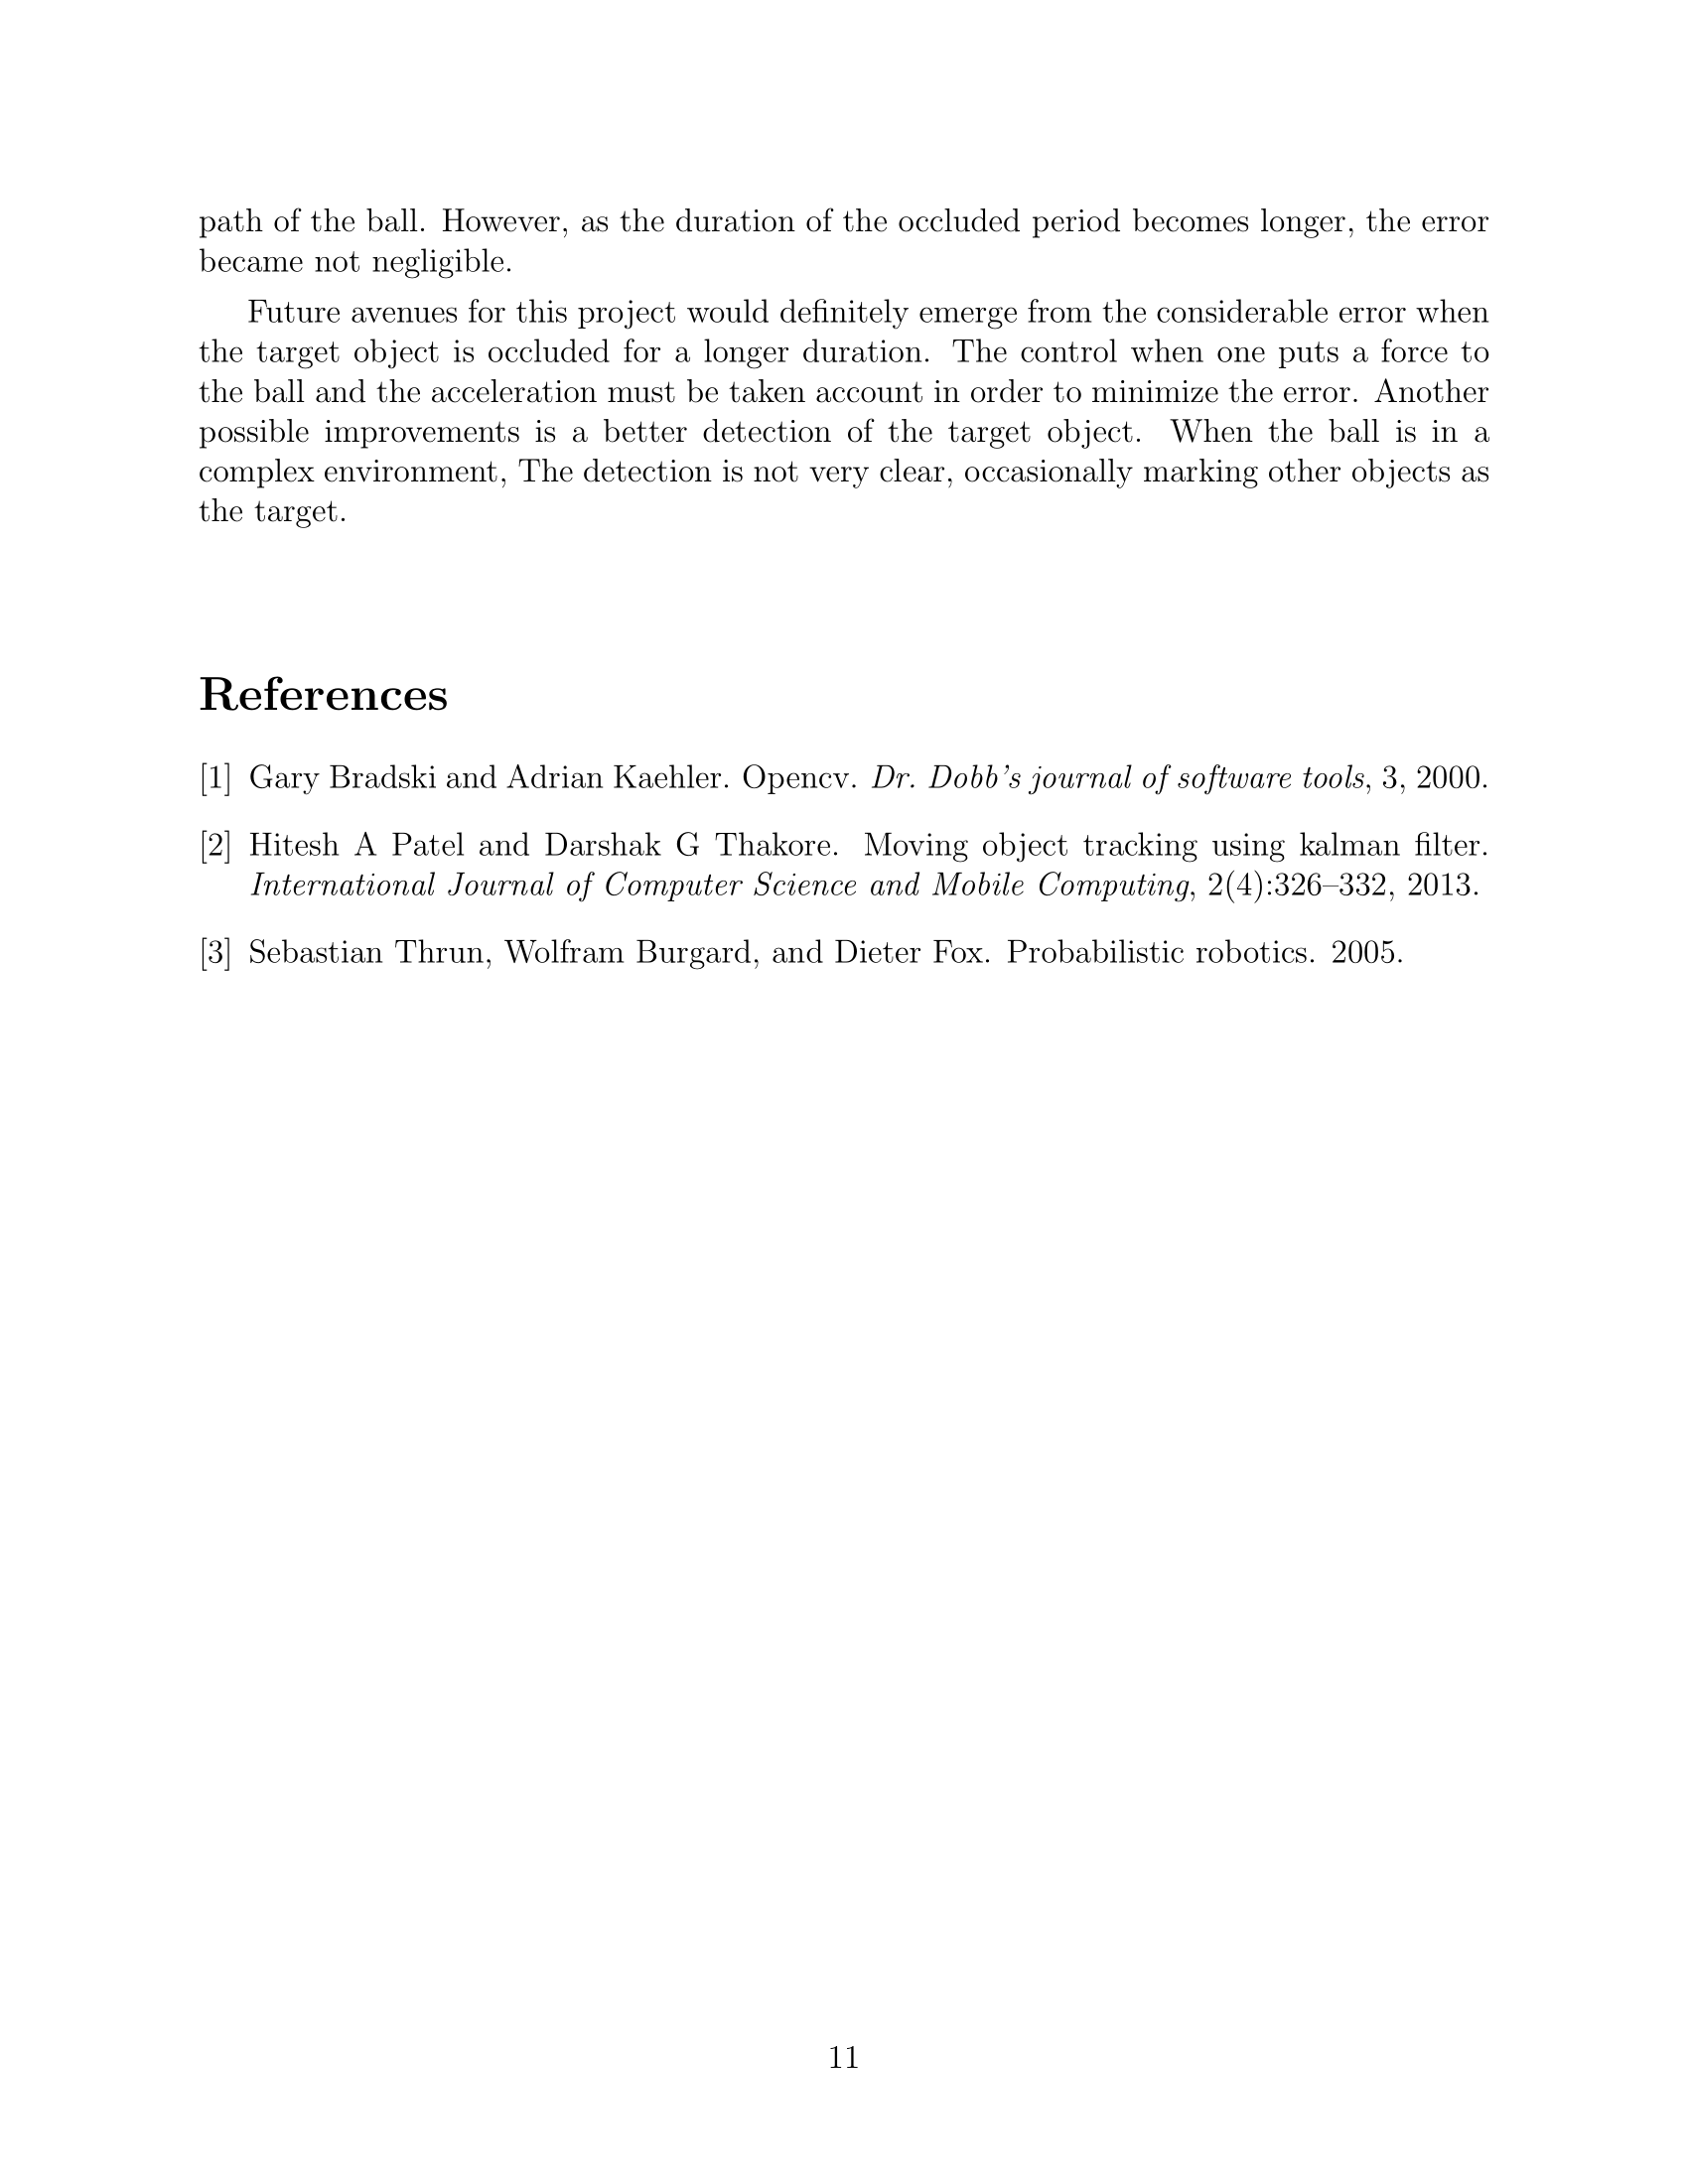 path of the ball. However, as the duration of the occluded period becomes longer, the error
became not negligible.
Future avenues for this project would definitely emerge from the considerable error when
the target object is occluded for a longer duration. The control when one puts a force to
the ball and the acceleration must be taken account in order to minimize the error. Another
possible improvements is a better detection of the target object. When the ball is in a
complex environment, The detection is not very clear, occasionally marking other objects as
the target.
References
[1] Gary Bradski and Adrian Kaehler. Opencv. Dr. Dobb's journal of software tools, 3, 2000.
[2] Hitesh A Patel and Darshak G Thakore. Moving object tracking using kalman filter.
International Journal of Computer Science and Mobile Computing, 2(4):326–332, 2013.
[3] Sebastian Thrun, Wolfram Burgard, and Dieter Fox. Probabilistic robotics. 2005.
11